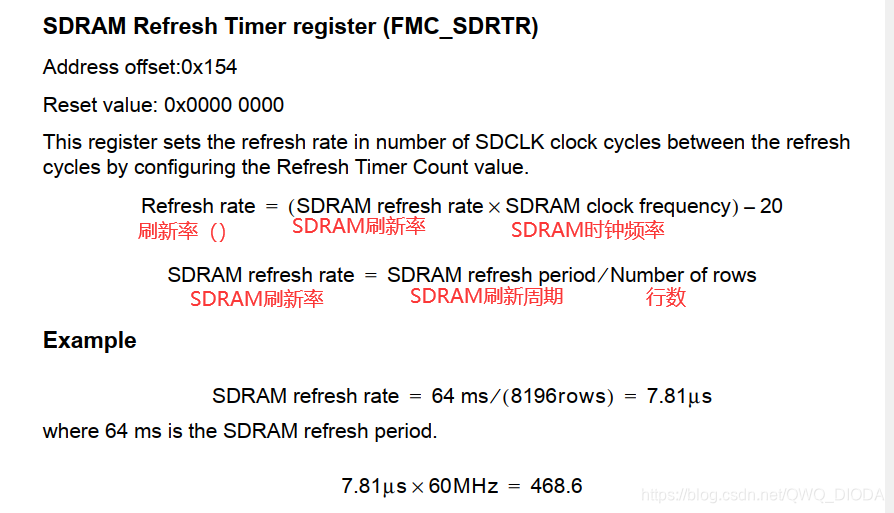 SDRAM Refresh Timer register (FMC_SDRTR)
Address offset:0x154
Reset value: 0x0000 0000
This register sets the refresh rate in number of SDCLK clock cycles between the refresh
cycles by configuring the Refresh Timer Count value.
Refresh rate = (SDRAM refresh rate × SDRAM clock frequency) – 20
刷新率（） SDRAM刷新率 SDRAM时钟频率
SDRAM refresh rate = SDRAM refresh period ⁄ Number of rows
SDRAM刷新率 SDRAM刷新周期 行数
Example
SDRAM refresh rate = 64 ms ⁄ (8196rows) = 7.81μs
where 64 ms is the SDRAM refresh period.
7.81μs × 60MHz = 468.6
https://blog.csdn.net/QWQ_DIODA